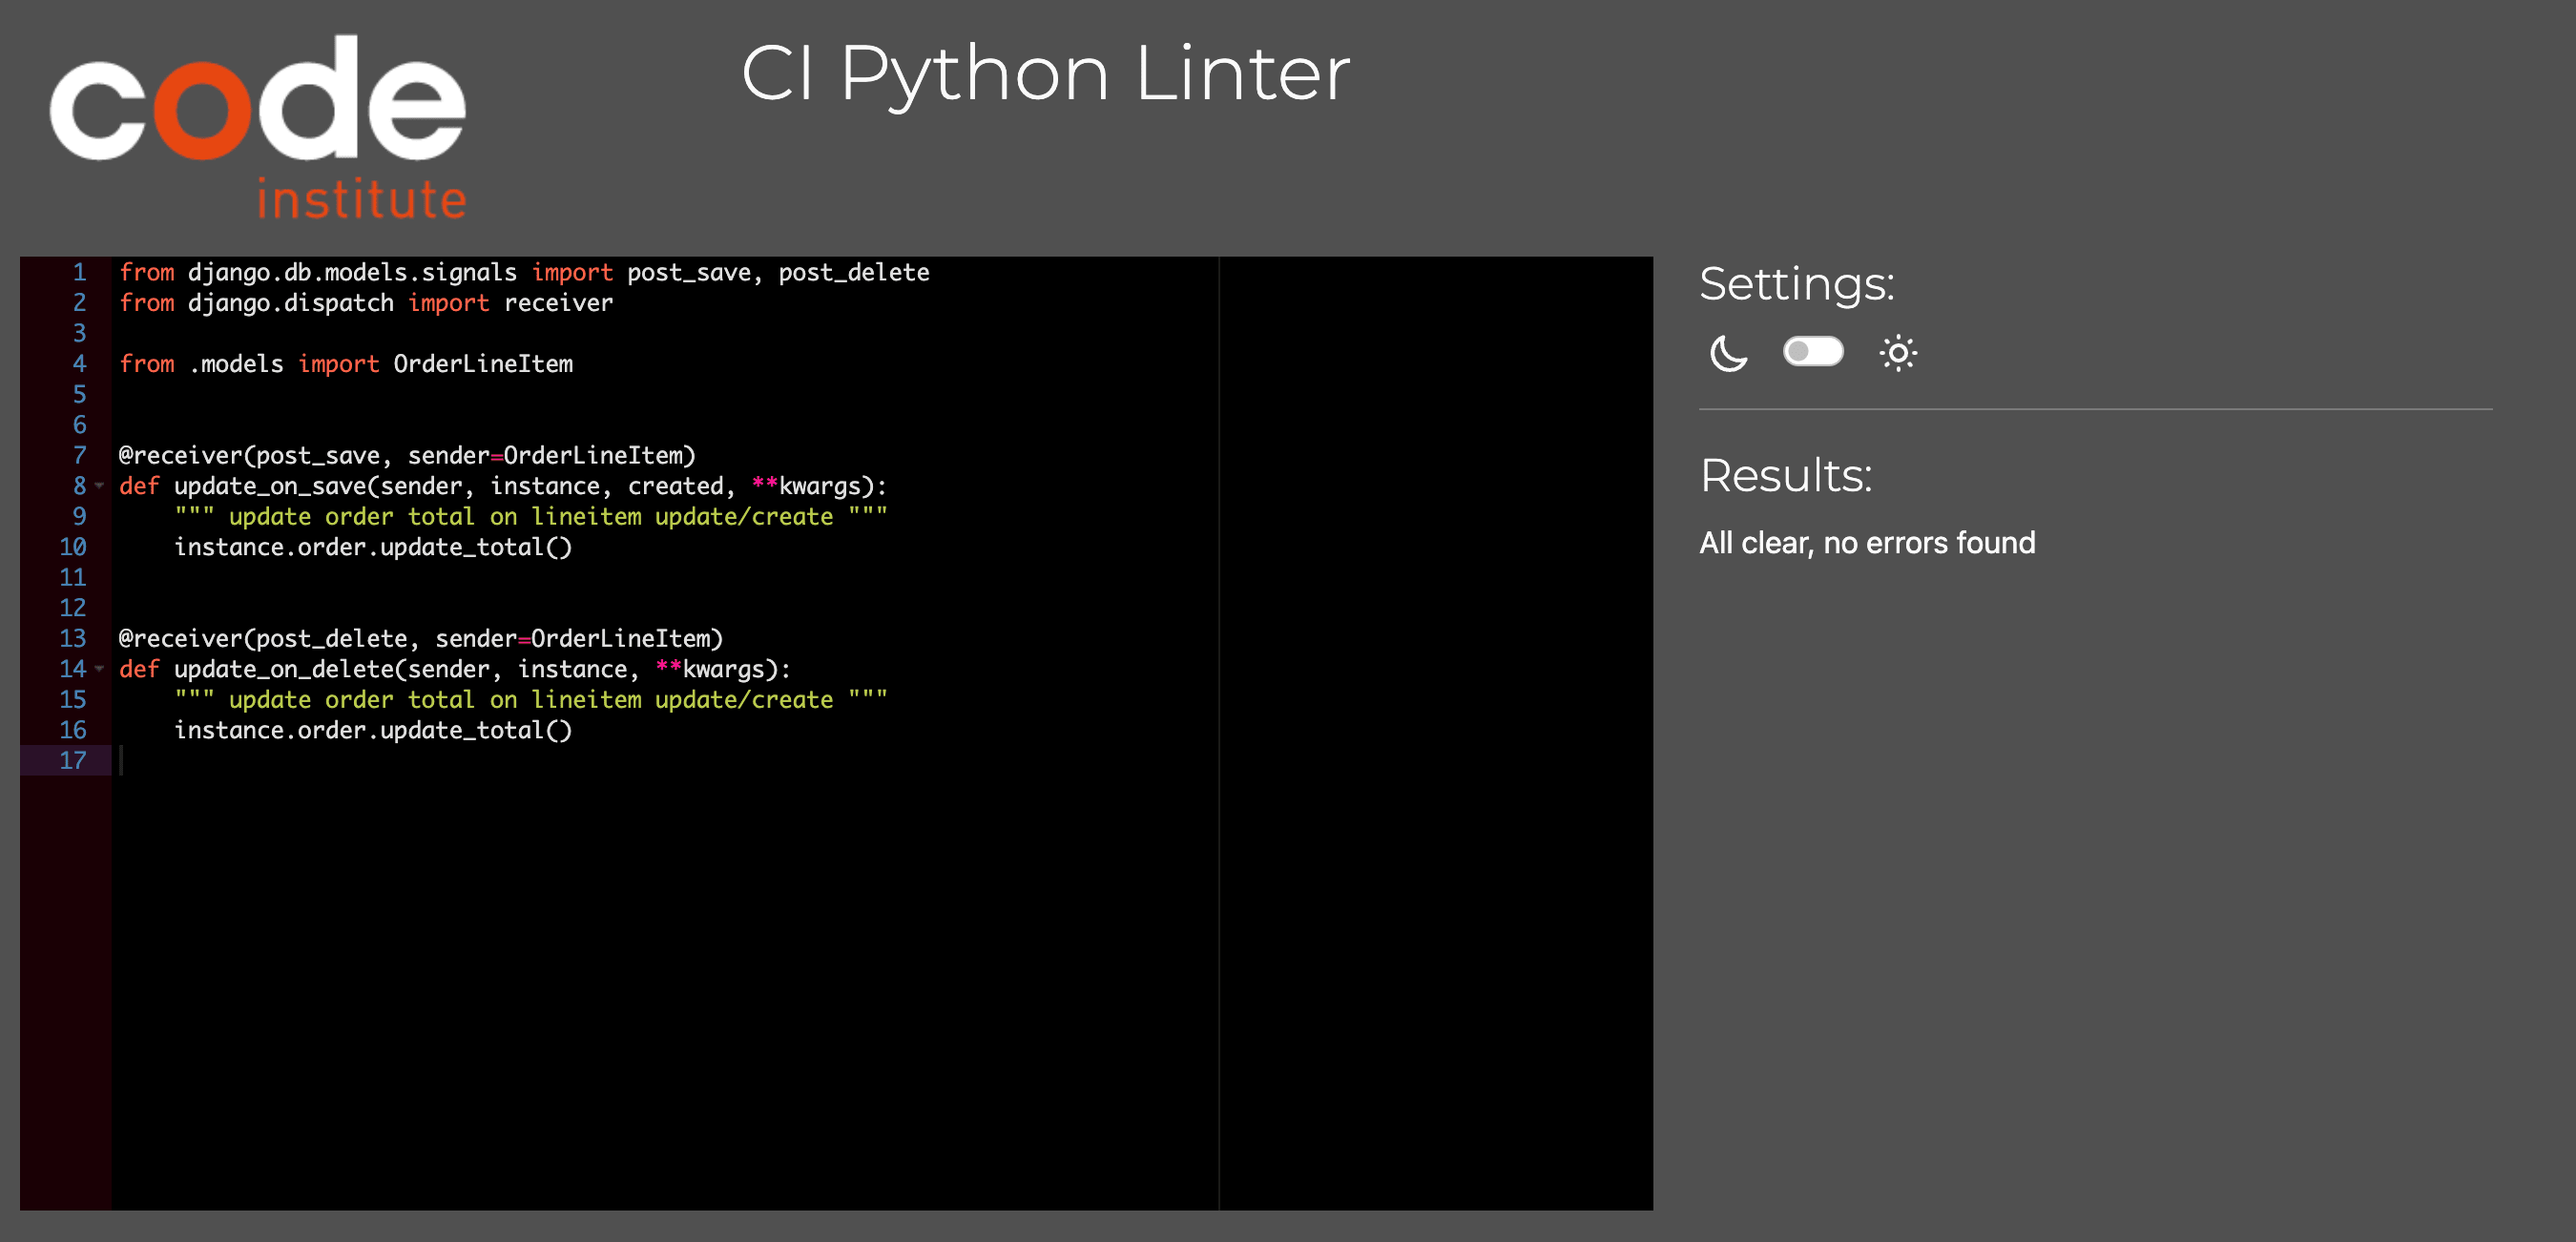 code
institute
CI Python Linter
1 from django.db.models.signals import post_save, post_delete
2 from django.dispatch import receiver
3
4 from .models import OrderLineItem
5
6
7 @receiver(post_save, sender=OrderLineItem)
8 def update_on_save(sender, instance, created, **kwargs):
9     """ update order total on lineitem update/create """
10     instance.order.update_total()
11
12
13 @receiver(post_delete, sender=OrderLineItem)
14 def update_on_delete(sender, instance, **kwargs):
15     """ update order total on lineitem update/create """
16     instance.order.update_total()
17
Settings:
Results:
All clear, no errors found